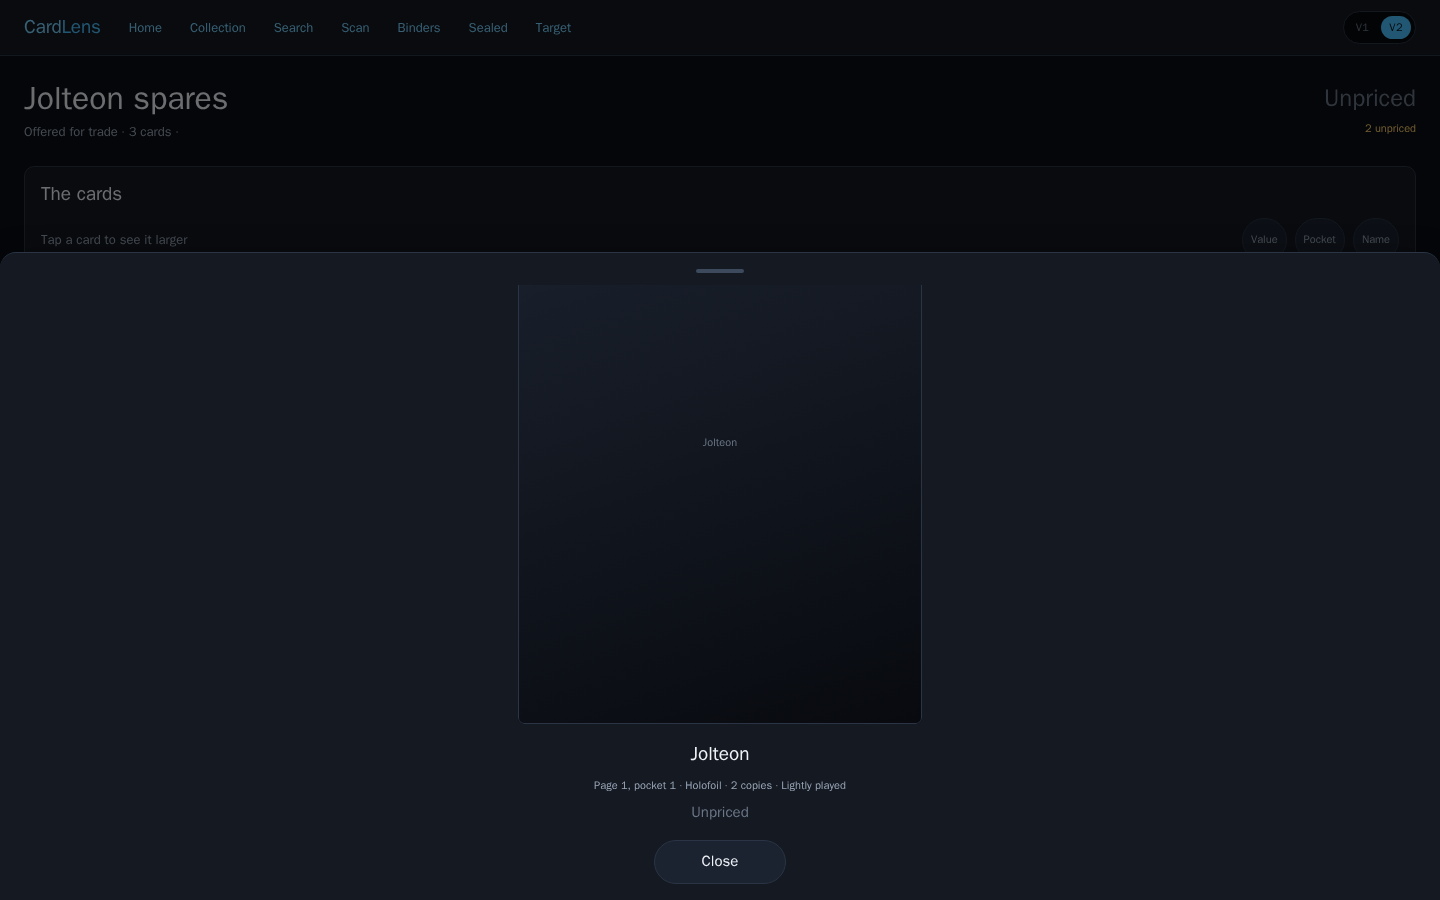 CardLens Home Collection Search Scan Binders Sealed Target V1 V2
Jolteon spares Unpriced
Offered for trade · 3 cards · 2 unpriced
The cards
Tap a card to see it larger Value Pocket Name
Jolteon
Jolteon
Page 1, pocket 1 · Holofoil · 2 copies · Lightly played
Unpriced
Close